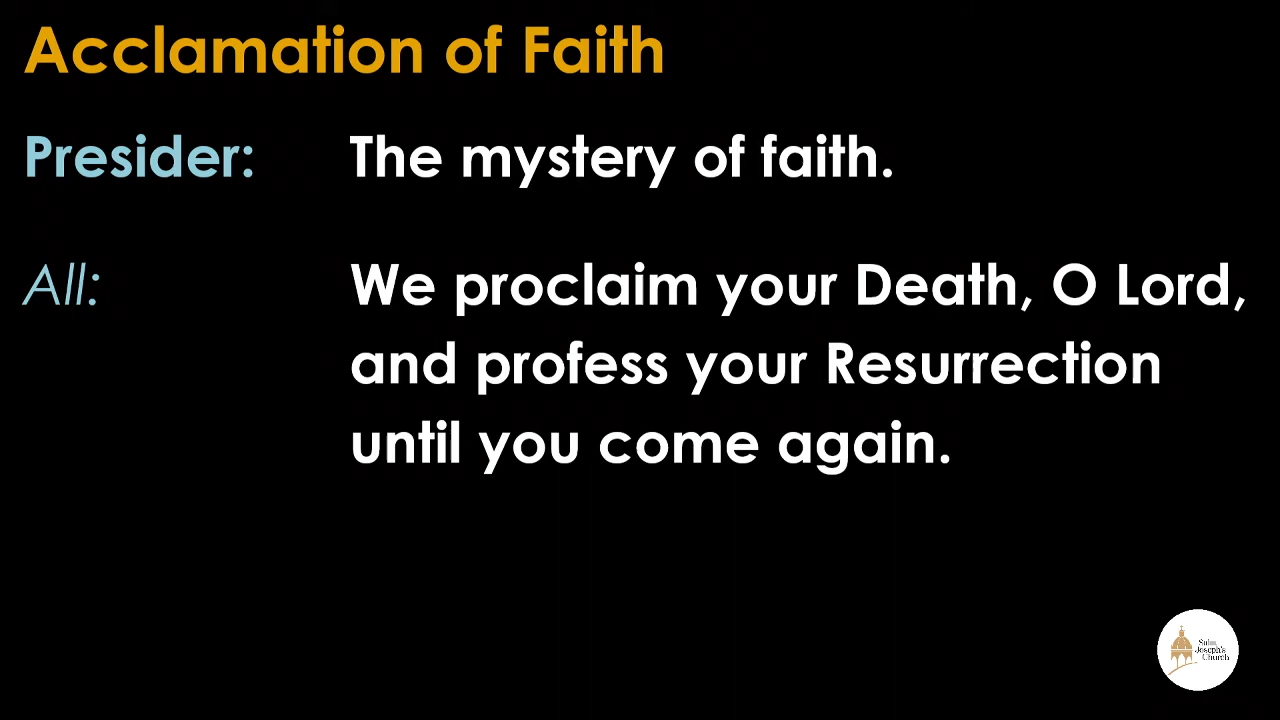 Acclamation of Faith
Presider: The mystery of faith.
All: We proclaim your Death, O Lord,
and profess your Resurrection
until you come again.
Saint
Joseph's
Church